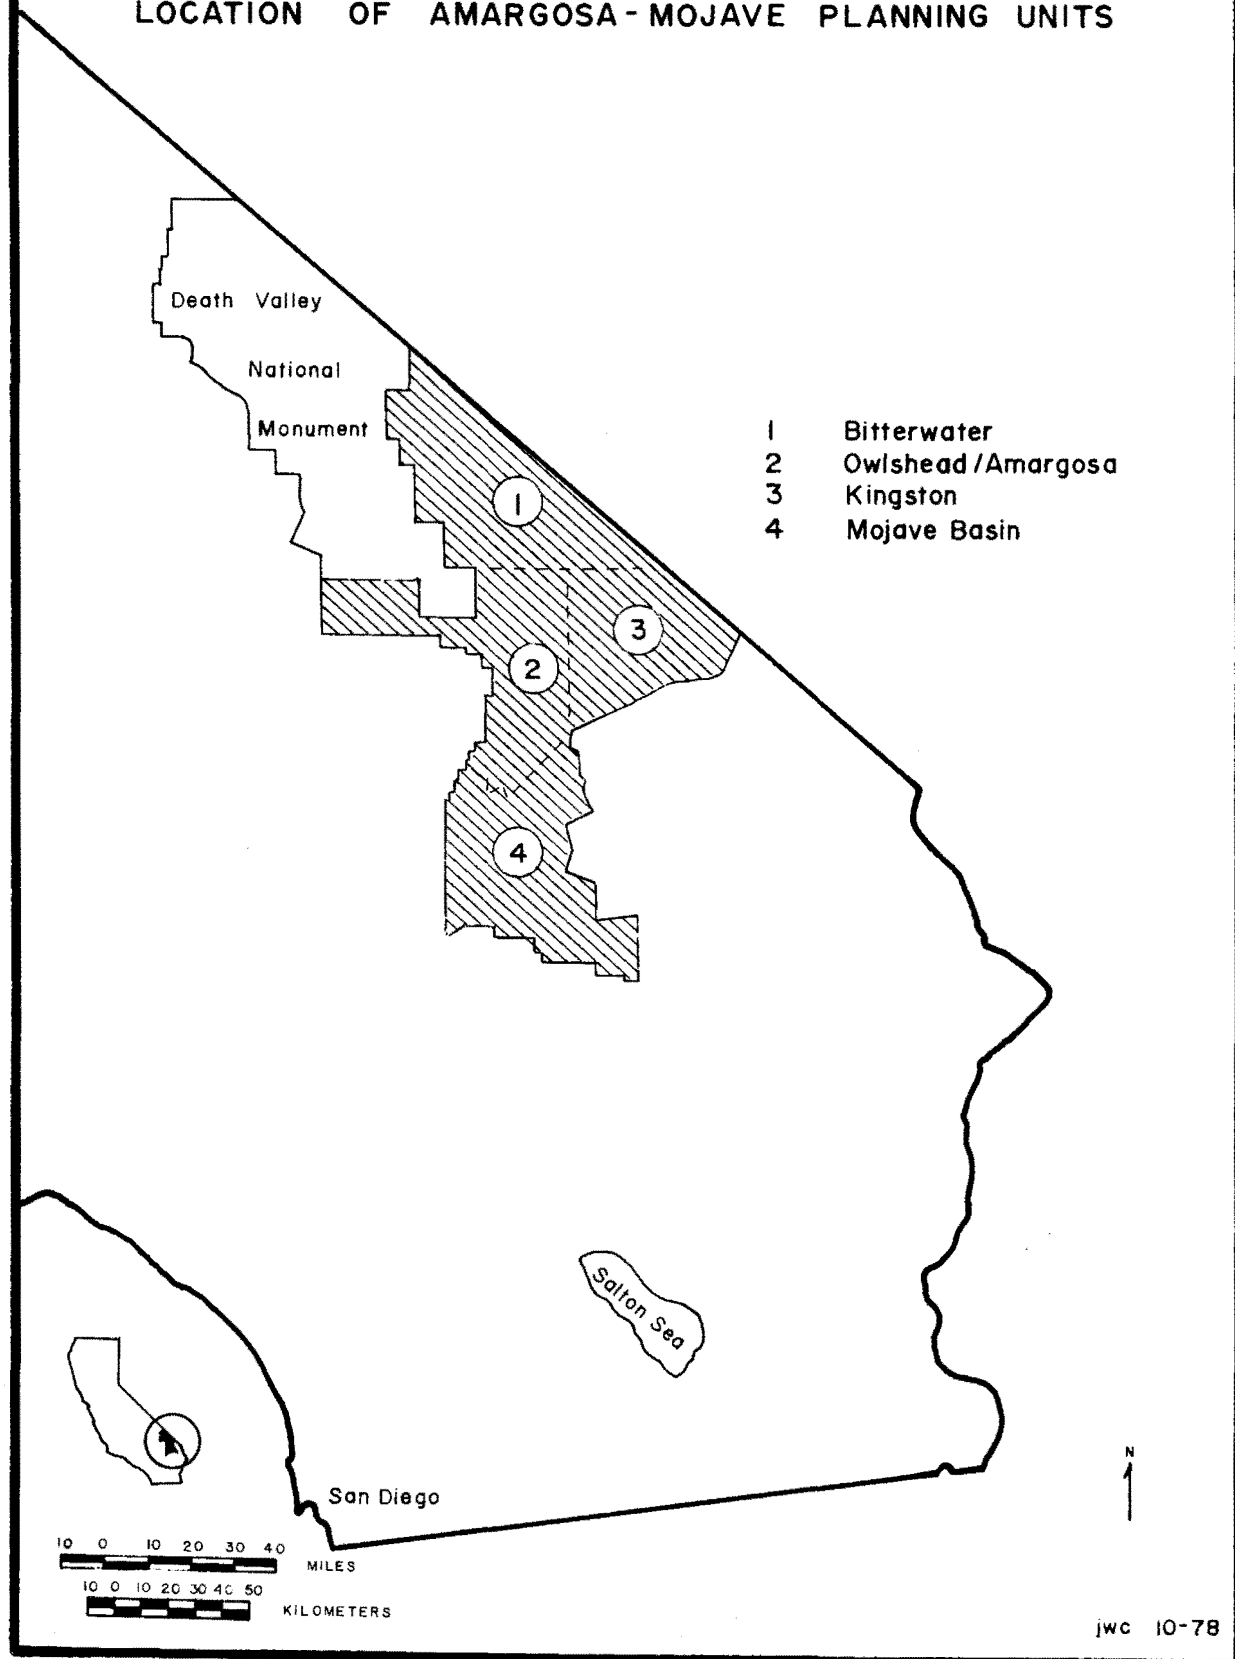 LOCATION OF AMARGOSA-MOJAVE PLANNING UNITS
Death Valley
National
Monument
1 Bitterwater
2 Owlshead/Amargosa
3 Kingston
4 Mojave Basin
1
2
3
4
Salton Sea
San Diego
N
10 0 10 20 30 40
MILES
10 0 10 20 30 40 50
KILOMETERS
jwc 10-78